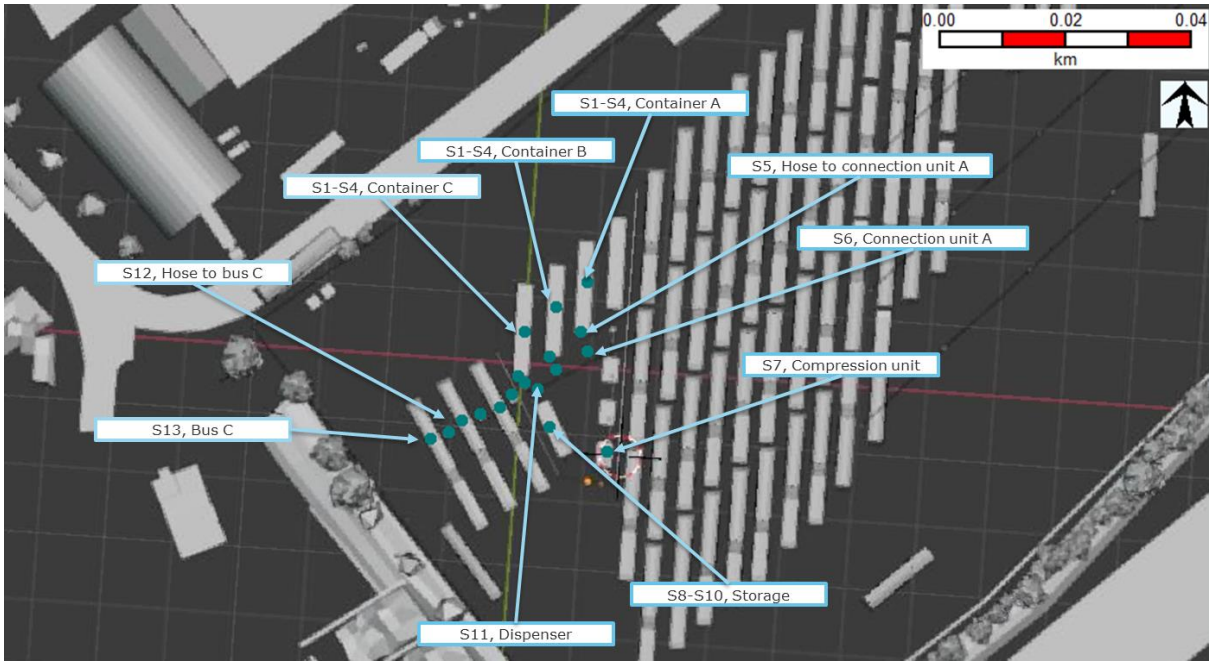 0.00 0.02 0.04
km
S1-S4, Container A
S1-S4, Container B
S5, Hose to connection unit A
S1-S4, Container C
S6, Connection unit A
S12, Hose to bus C
S7, Compression unit
S13, Bus C
S8-S10, Storage
S11, Dispenser